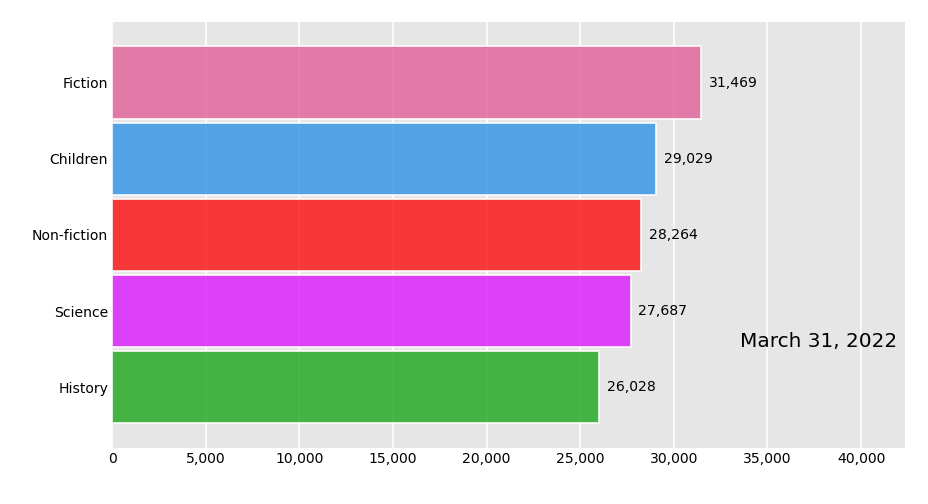 Fiction 31,469
Children 29,029
Non-fiction 28,264
Science 27,687
March 31, 2022
History 26,028
0 5,000 10,000 15,000 20,000 25,000 30,000 35,000 40,000